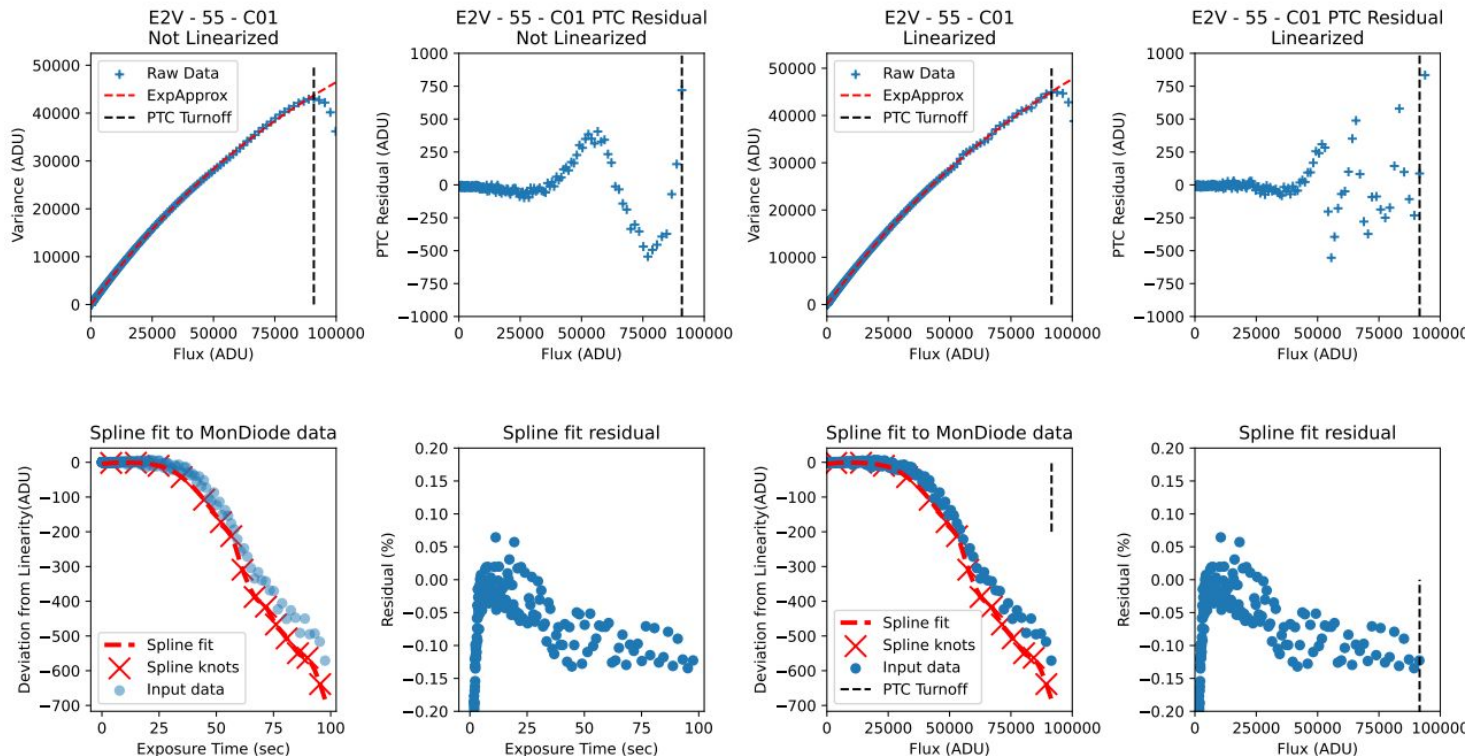 E2V - 55 - C01
Not Linearized
Variance (ADU)
50000
40000
30000
20000
10000
0
Raw Data
ExpApprox
PTC Turnoff
0 25000 50000 75000 100000
Flux (ADU)
E2V - 55 - C01 PTC Residual
Not Linearized
PTC Residual (ADU)
1000
750
500
250
0
−250
−500
−750
−1000
0 25000 50000 75000 100000
Flux (ADU)
E2V - 55 - C01
Linearized
Variance (ADU)
50000
40000
30000
20000
10000
0
Raw Data
ExpApprox
PTC Turnoff
0 25000 50000 75000 100000
Flux (ADU)
E2V - 55 - C01 PTC Residual
Linearized
PTC Residual (ADU)
1000
750
500
250
0
−250
−500
−750
−1000
0 25000 50000 75000 100000
Flux (ADU)
Spline fit to MonDiode data
Deviation from Linearity(ADU)
0
−100
−200
−300
−400
−500
−600
−700
Spline fit
Spline knots
Input data
0 25 50 75 100
Exposure Time (sec)
Spline fit residual
Residual (%)
0.20
0.15
0.10
0.05
0.00
−0.05
−0.10
−0.15
−0.20
0 25 50 75 100
Exposure Time (sec)
Spline fit to MonDiode data
Deviation from Linearity(ADU)
0
−100
−200
−300
−400
−500
−600
−700
Spline fit
Spline knots
Input data
PTC Turnoff
0 25000 50000 75000 100000
Flux (ADU)
Spline fit residual
Residual (%)
0.20
0.15
0.10
0.05
0.00
−0.05
−0.10
−0.15
−0.20
0 25000 50000 75000 100000
Flux (ADU)